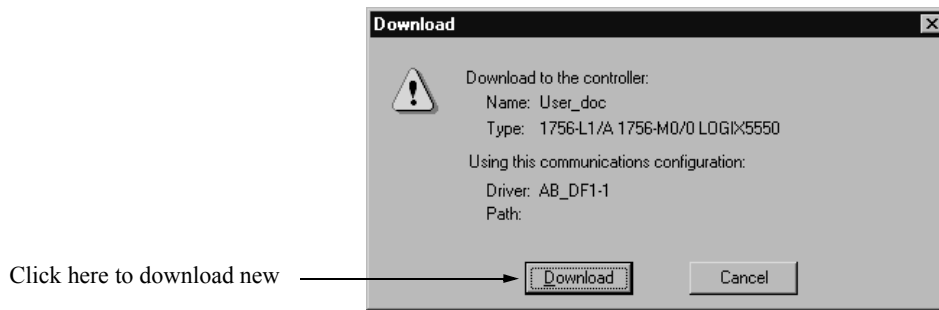 Download
Download to the controller:
Name: User_doc
Type: 1756-L1/A 1756-M0/0 LOGIX5550
Using this communications configuration:
Driver: AB_DF1-1
Path:
Click here to download new
Download
Cancel